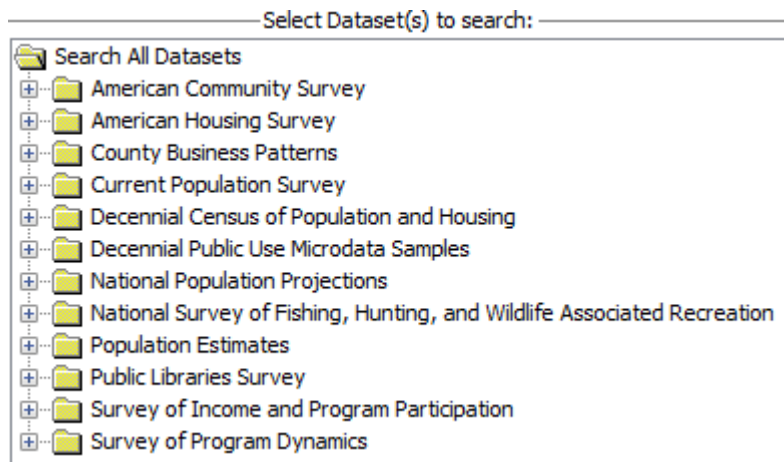 Select Dataset(s) to search:
Search All Datasets
American Community Survey
American Housing Survey
County Business Patterns
Current Population Survey
Decennial Census of Population and Housing
Decennial Public Use Microdata Samples
National Population Projections
National Survey of Fishing, Hunting, and Wildlife Associated Recreation
Population Estimates
Public Libraries Survey
Survey of Income and Program Participation
Survey of Program Dynamics